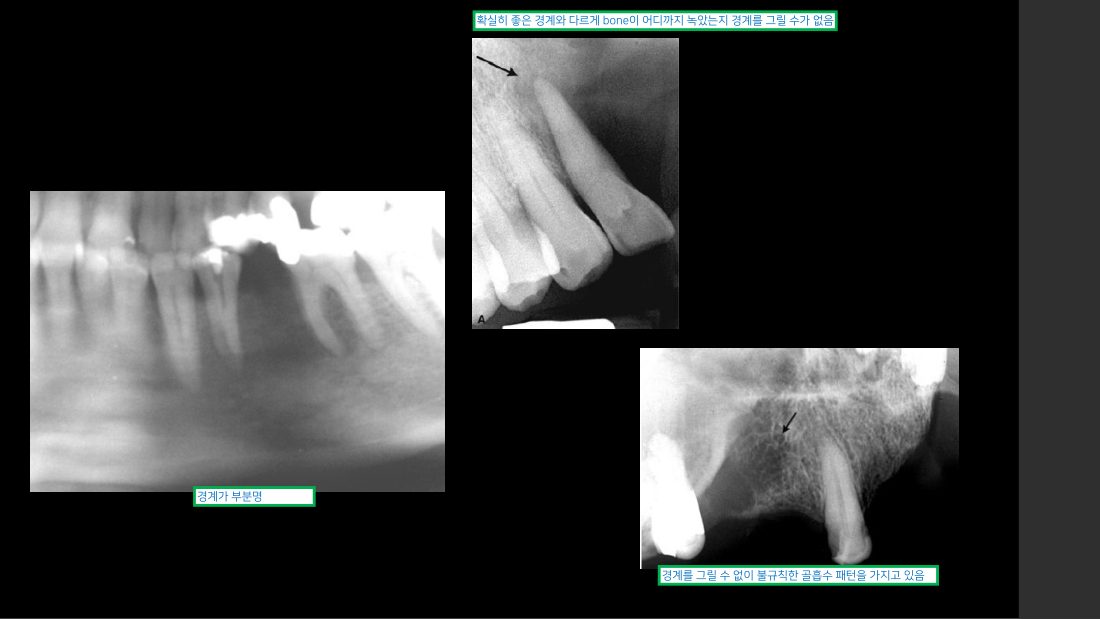 확실히 좋은 경계와 다르게 bone이 어디까지 녹았는지 경계를 그릴 수가 없음
A
경계가 부분명
경계를 그릴 수 없이 불규칙한 골흡수 패턴을 가지고 있음